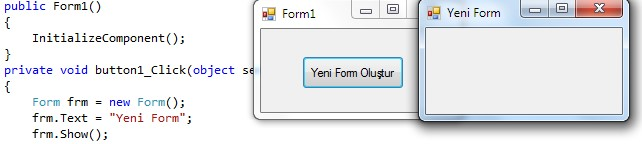 public Form1()
{
InitializeComponent();
}
private void button1_Click(object se
{
Form frm = new Form();
frm.Text = "Yeni Form";
frm.Show();
Form1
Yeni Form Oluştur
Yeni Form